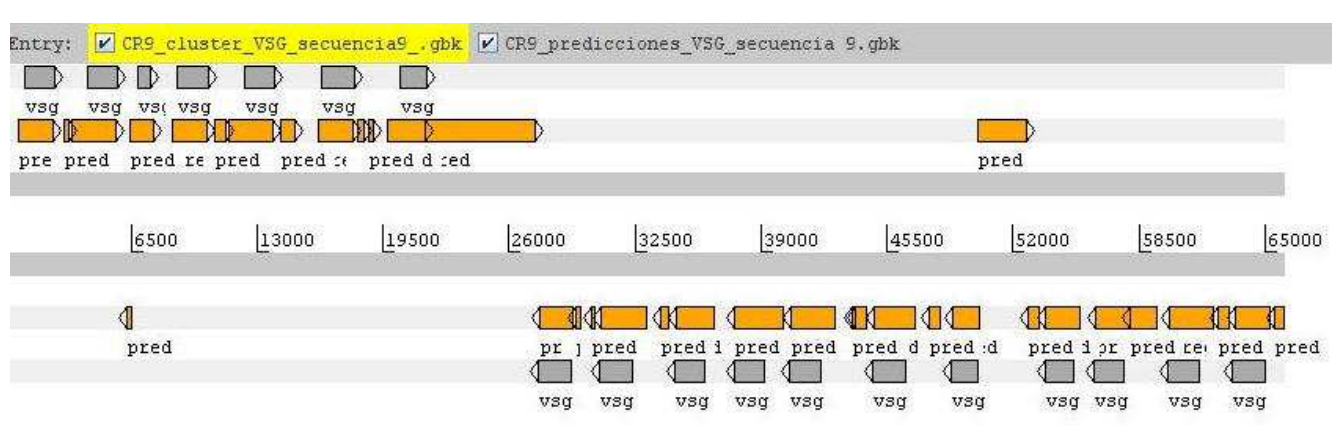 Entry: CR9_cluster_VSG_secuencia9_.gbk CR9_predicciones_VSG_secuencia 9.gbk
vsg vsg vs( vsg vsg vsg vsg
pre pred pred re pred pred pred d pred
6500 13000 19500 26000 32500 39000 45500 52000 58500 65000
pred pr pred pred i pred pred pred d pred pred i pred re pred pred
vsg vsg vsg vsg vsg vsg vsg vsg vsg vsg vsg